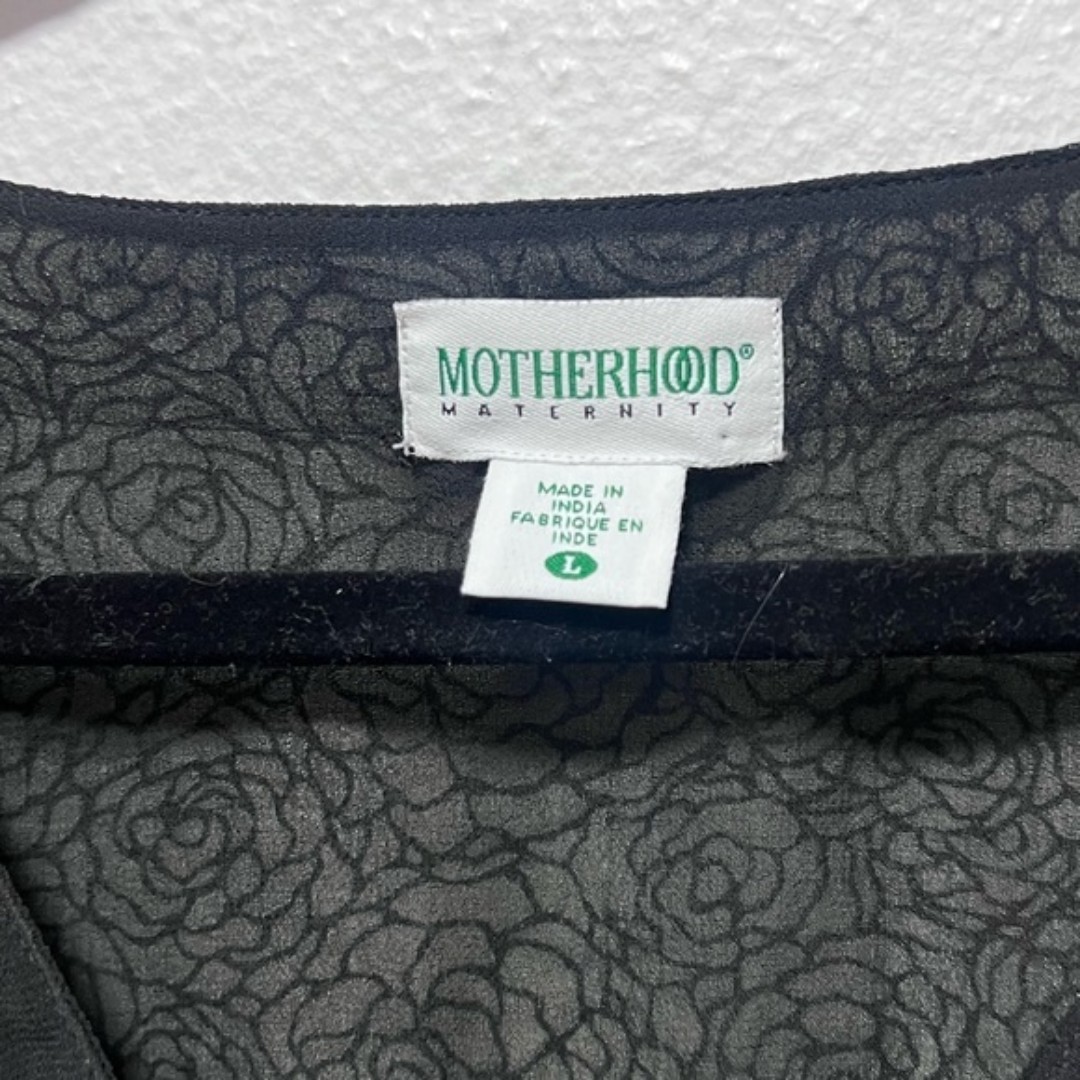 MOTHERHOOD®
MATERNITY
MADE IN
INDIA
FABRIQUE EN
INDE
L